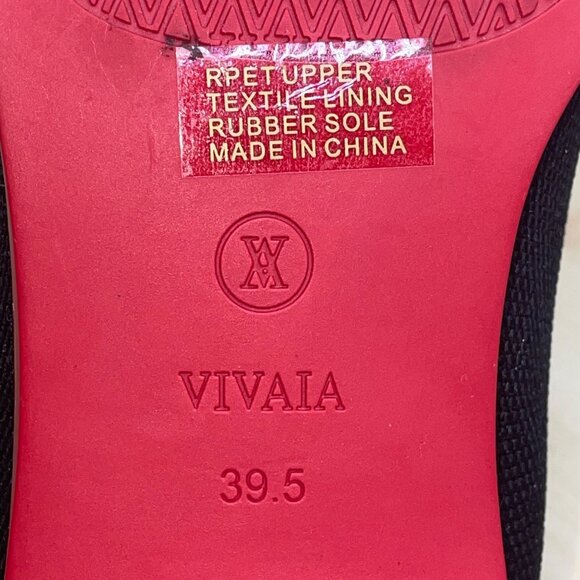 RPET UPPER
TEXTILE LINING
RUBBER SOLE
MADE IN CHINA
VIVAIA
39.5